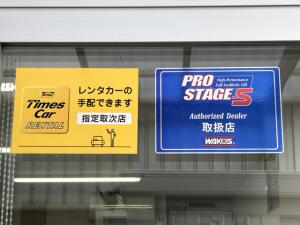 Times
Times
Car
RENTAL
レンタカーの
手配できます
指定取次店
PRO
STAGE S
High-Performance
Full Synthetic Oil
Authorized Dealer
取扱店
WAKO'S